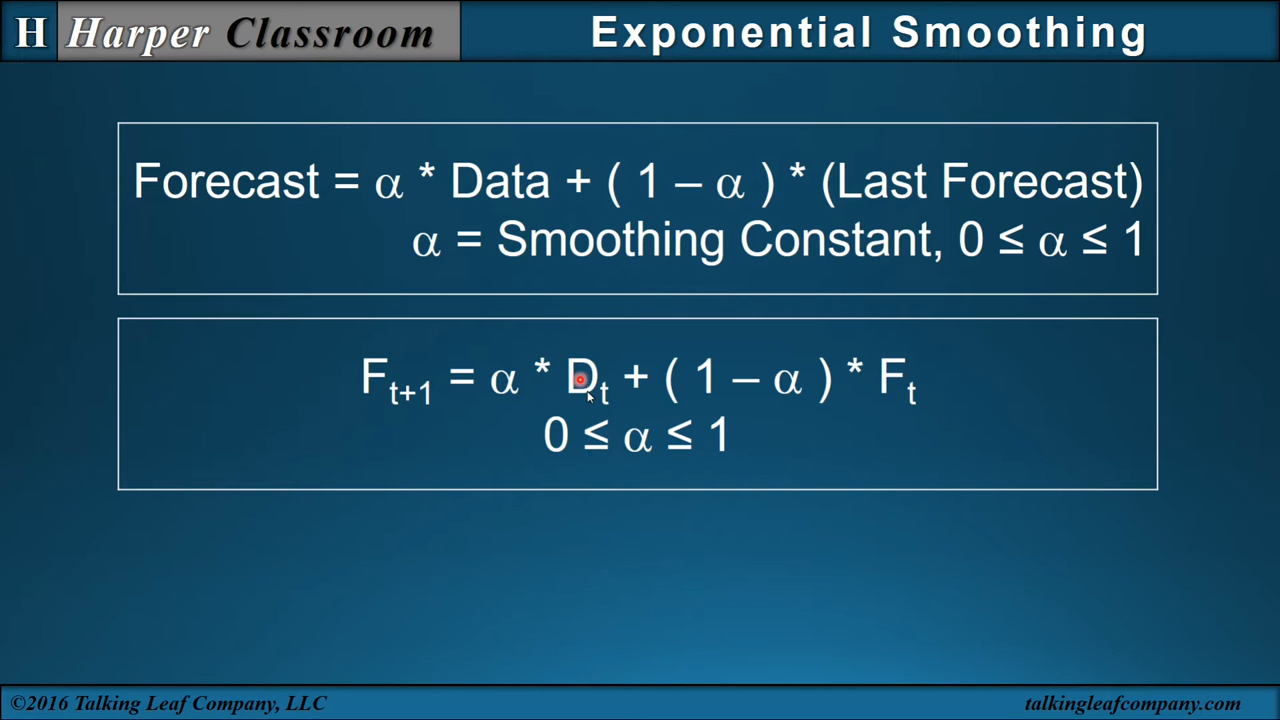 H Harper Classroom
Exponential Smoothing
Forecast = α * Data + ( 1 – α ) * (Last Forecast)
α = Smoothing Constant, 0 ≤ α ≤ 1
Fₜ₊₁ = α * Dₜ + ( 1 – α ) * Fₜ
0 ≤ α ≤ 1
©2016 Talking Leaf Company, LLC
talkingleafcompany.com